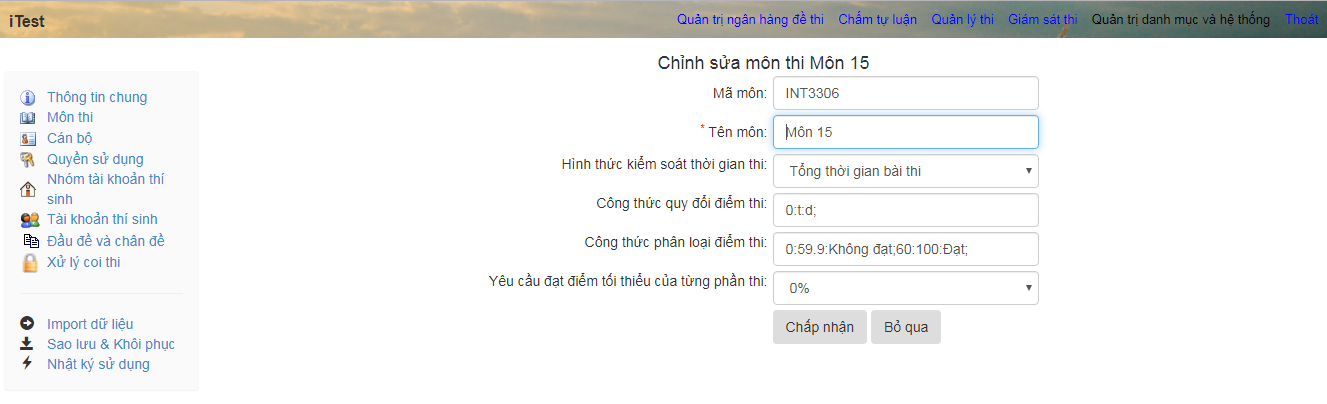 iTest
Quản trị ngân hàng đề thi Chấm tự luận Quản lý thi Giám sát thi Quản trị danh mục và hệ thống Thoát
Thông tin chung
Môn thi
Cán bộ
Quyền sử dụng
Nhóm tài khoản thí
sinh
Tài khoản thí sinh
Đầu đề và chân đề
Xử lý coi thi
Import dữ liệu
Sao lưu & Khôi phục
Nhật ký sử dụng
Chỉnh sửa môn thi Môn 15
Mã môn: INT3306
* Tên môn: Môn 15
Hình thức kiểm soát thời gian thi: Tổng thời gian bài thi
Công thức quy đổi điểm thi: 0:t:d;
Công thức phân loại điểm thi: 0:59.9:Không đạt;60:100:Đạt;
Yêu cầu đạt điểm tối thiểu của từng phần thi: 0%
Chấp nhận Bỏ qua